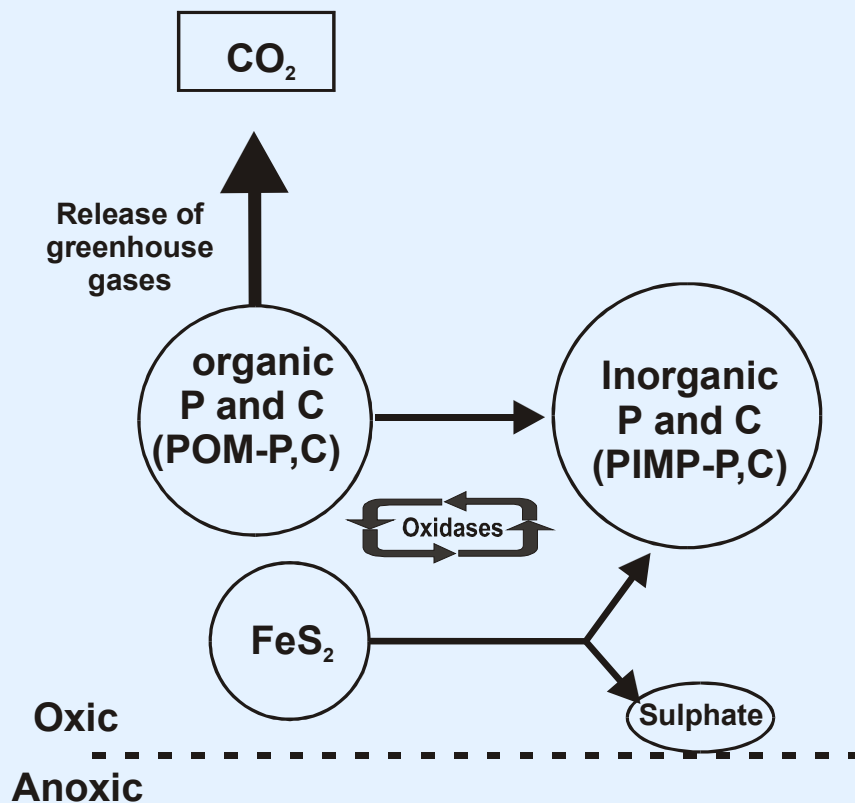 CO₂
Release of
greenhouse
gases
organic
P and C
(POM-P,C)
Inorganic
P and C
(PIMP-P,C)
Oxidases
FeS₂
Sulphate
Oxic
Anoxic